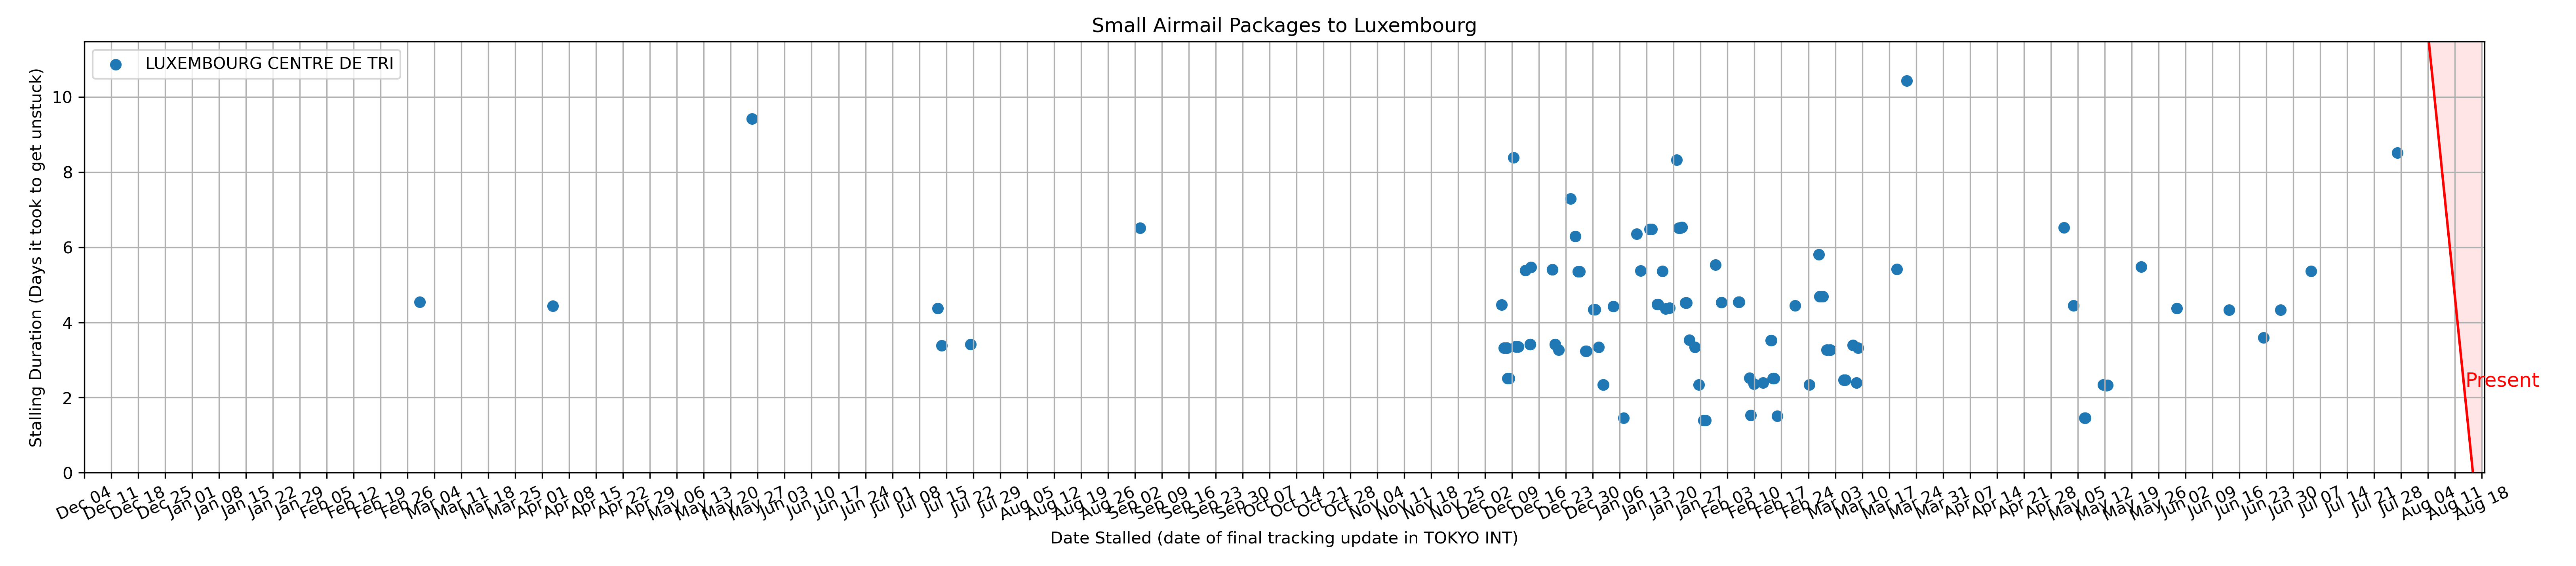 Small Airmail Packages to Luxembourg
LUXEMBOURG CENTRE DE TRI
Stalling Duration (Days it took to get unstuck)
10
8
6
4
2
0
Present
Dec 04
Dec 11
Dec 18
Dec 25
Jan 01
Jan 08
Jan 15
Jan 22
Jan 29
Feb 05
Feb 12
Feb 19
Feb 26
Mar 04
Mar 11
Mar 18
Mar 25
Apr 01
Apr 08
Apr 15
Apr 22
Apr 29
May 06
May 13
May 20
May 27
Jun 03
Jun 10
Jun 17
Jun 24
Jul 01
Jul 08
Jul 15
Jul 22
Jul 29
Aug 05
Aug 12
Aug 19
Aug 26
Sep 02
Sep 09
Sep 16
Sep 23
Sep 30
Oct 07
Oct 14
Oct 21
Oct 28
Nov 04
Nov 11
Nov 18
Nov 25
Dec 02
Dec 09
Dec 16
Dec 23
Dec 30
Jan 06
Jan 13
Jan 20
Jan 27
Feb 03
Feb 10
Feb 17
Feb 24
Mar 03
Mar 10
Mar 17
Mar 24
Mar 31
Apr 07
Apr 14
Apr 21
Apr 28
May 05
May 12
May 19
May 26
Jun 02
Jun 09
Jun 16
Jun 23
Jun 30
Jul 07
Jul 14
Jul 21
Jul 28
Aug 04
Aug 11
Aug 18
Date Stalled (date of final tracking update in TOKYO INT)